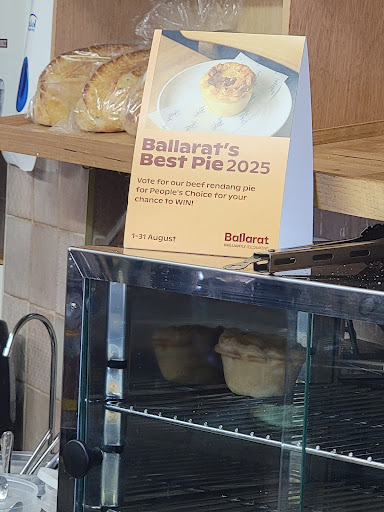 Ballarat
Ballarat's
Best Pie 2025
Vote for our beef rendang pie
for People's Choice for your
chance to WIN!
1-31 August
Ballarat